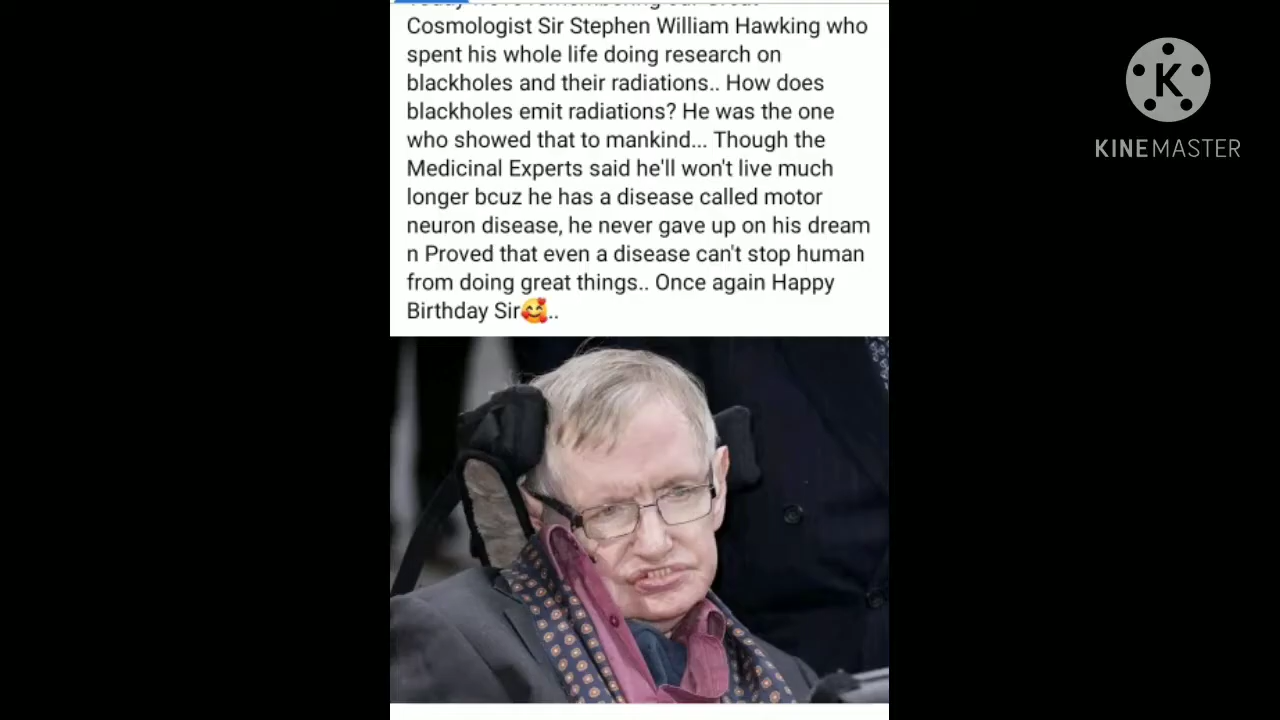 Cosmologist Sir Stephen William Hawking who
spent his whole life doing research on
blackholes and their radiations.. How does
blackholes emit radiations? He was the one
who showed that to mankind... Though the
Medicinal Experts said he'll won't live much
longer bcuz he has a disease called motor
neuron disease, he never gave up on his dream
n Proved that even a disease can't stop human
from doing great things.. Once again Happy
Birthday Sir🥰..
K
KINEMASTER